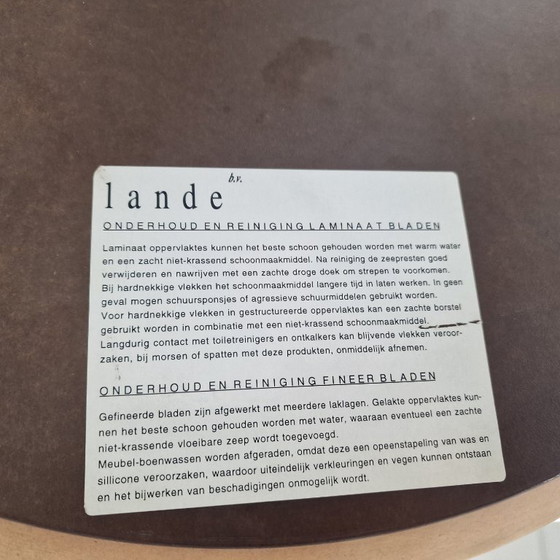 lande b.v.
ONDERHOUD EN REINIGING LAMINAAT BLADEN
Laminaat oppervlaktes kunnen het beste schoon gehouden worden met warm water
en een zacht niet-krassend schoonmaakmiddel. Na reiniging de zeepresten goed
verwijderen en nawrijven met een zachte droge doek om strepen te voorkomen.
Bij hardnekkige vlekken het schoonmaakmiddel langere tijd in laten werken. In geen
geval mogen schuursponsjes of agressieve schuurmiddelen gebruikt worden.
Voor hardnekkige vlekken in gestructureerde oppervlaktes kan een zachte borstel
gebruikt worden in combinatie met een niet-krassend schoonmaakmiddel.
Langdurig contact met toiletreinigers en ontkalkers kan blijvende vlekken veroor-
zaken, bij morsen of spatten met deze produkten, onmiddelijk afnemen.
ONDERHOUD EN REINIGING FINEER BLADEN
Gefineerde bladen zijn afgewerkt met meerdere laklagen. Gelakte oppervlaktes kun-
nen het beste schoon gehouden worden met water, waaraan eventueel een zachte
niet-krassende vloeibare zeep wordt toegevoegd.
Meubel-boenwassen worden afgeraden, omdat deze een opeenstapeling van was en
sillicone veroorzaken, waardoor uiteindelijk verkleuringen en vegen kunnen ontstaan
en het bijwerken van beschadigingen onmogelijk wordt.